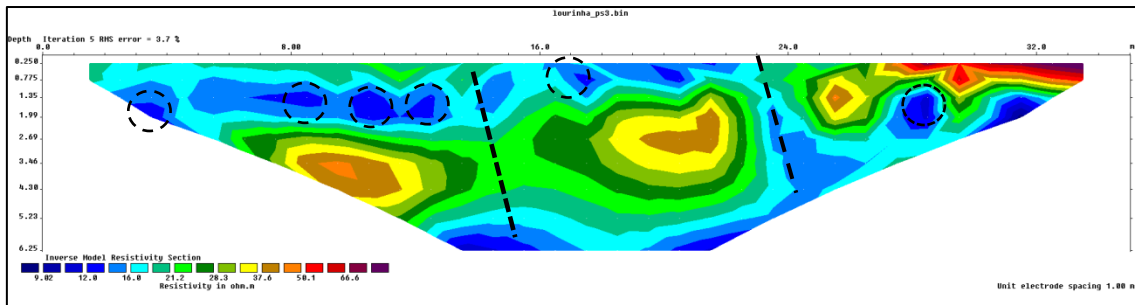 lourinha_ps3.bin
Depth Iteration 5 RMS error = 3.7 %
0.0 8.00 16.0 24.0 32.0 m.
0.250
0.775
1.35
1.99
2.69
3.46
4.30
5.23
6.25
Inverse Model Resistivity Section
9.02 12.0 16.0 21.2 28.3 37.6 50.1 66.6
Resistivity in ohm.m
Unit electrode spacing 1.00 m